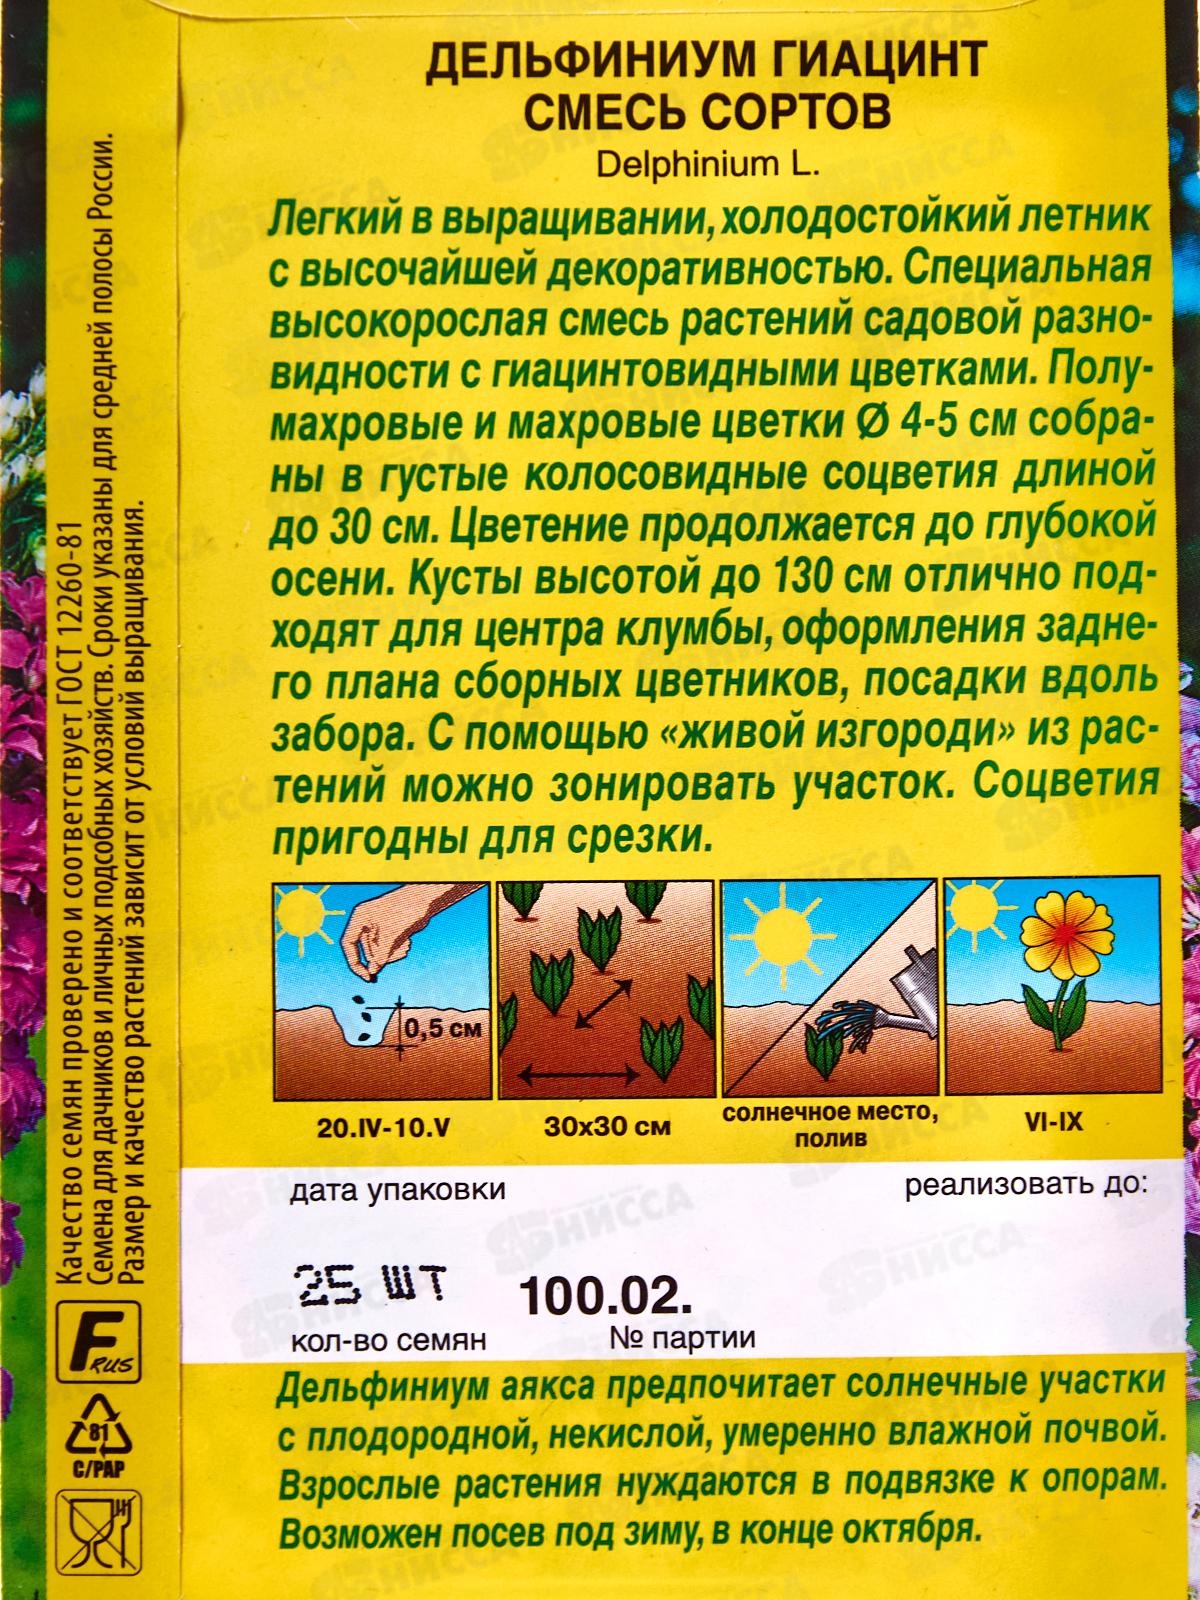 ДЕЛЬФИНИУМ ГИАЦИНТ
СМЕСЬ СОРТОВ
Delphinium L.
Легкий в выращивании, холодостойкий летник
с высочайшей декоративностью. Специальная
высокорослая смесь растений садовой разно-
видности с гиацинтовидными цветками. Полу-
махровые и махровые цветки Ø 4-5 см собра-
ны в густые колосовидные соцветия длиной
до 30 см. Цветение продолжается до глубокой
осени. Кусты высотой до 130 см отлично под-
ходят для центра клумбы, оформления задне-
го плана сборных цветников, посадки вдоль
забора. С помощью «живой изгороди» из рас-
тений можно зонировать участок. Соцветия
пригодны для срезки.
0,5 см
20.IV-10.V
30х30 см
солнечное место,
полив
VI-IX
дата упаковки
реализовать до:
25 ШТ
100.02.
кол-во семян
№ партии
Дельфиниум аякса предпочитает солнечные участки
с плодородной, некислой, умеренно влажной почвой.
Взрослые растения нуждаются в подвязке к опорам.
Возможен посев под зиму, в конце октября.
Качество семян проверено и соответствует ГОСТ 12260-81
Семена для дачников и личных подсобных хозяйств. Сроки указаны для средней полосы России.
Размер и качество растений зависит от условий выращивания.
F RUS
81
C/PAP
НИССА